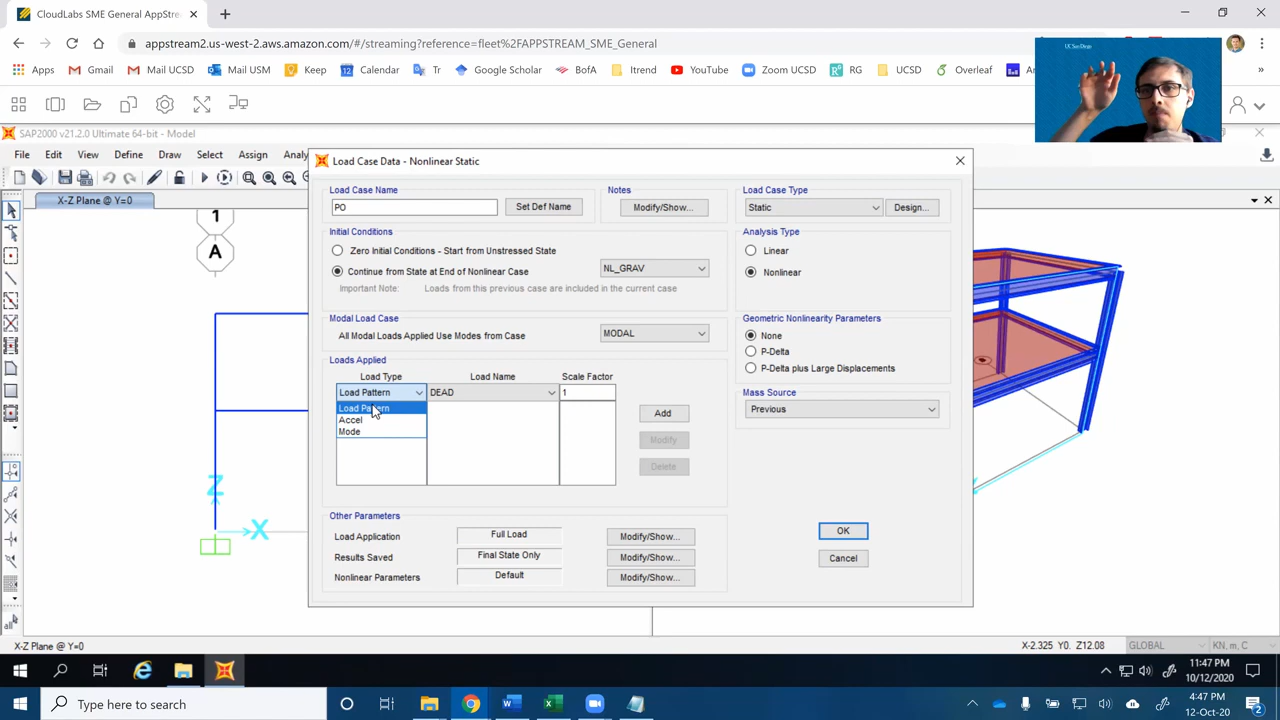 CloudLabs SME General AppStream
appstream2.us-west-2.aws.amazon.com/#/streaming?reference=fleet%2FAPPSTREAM_SME_General
Apps Gmail Mail UCSD Mail USM Keep Calendar Tr Google Scholar BofA Itrend YouTube Zoom UCSD RG UCSD Overleaf
UC San Diego
SAP2000 v21.2.0 Ultimate 64-bit - Model
File Edit View Define Draw Select Assign
X-Z Plane @ Y=0
1
A
Z
X
Load Case Data - Nonlinear Static
Load Case Name
PO
Set Def Name
Notes
Modify/Show...
Load Case Type
Static
Design...
Initial Conditions
Zero Initial Conditions - Start from Unstressed State
Continue from State at End of Nonlinear Case
NL_GRAV
Important Note: Loads from this previous case are included in the current case
Analysis Type
Linear
Nonlinear
Modal Load Case
All Modal Loads Applied Use Modes from Case
MODAL
Geometric Nonlinearity Parameters
None
P-Delta
P-Delta plus Large Displacements
Loads Applied
Load Type Load Name Scale Factor
Load Pattern DEAD 1
Load Pattern
Accel
Mode
Add
Modify
Delete
Mass Source
Previous
Other Parameters
Load Application Full Load Modify/Show...
Results Saved Final State Only Modify/Show...
Nonlinear Parameters Default Modify/Show...
OK
Cancel
X-Z Plane @ Y=0
X-2.325 Y0. Z12.08
GLOBAL
KN, m, C
11:47 PM
10/12/2020
Type here to search
4:47 PM
12-Oct-20
2